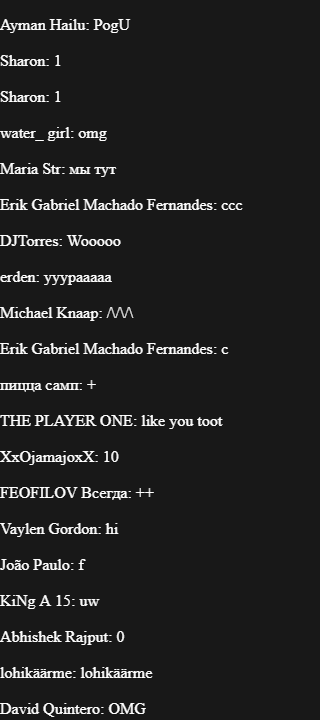 Ayman Hailu: PogU
Sharon: 1
Sharon: 1
water_ girl: omg
Maria Str: мы тут
Erik Gabriel Machado Fernandes: ccc
DJTorres: Wooooo
erden: yyypaaaaa
Michael Knaap: /\/\/\
Erik Gabriel Machado Fernandes: c
пицца самп: +
THE PLAYER ONE: like you toot
XxOjamajoxX: 10
FEOFILOV Всегда: ++
Vaylen Gordon: hi
João Paulo: f
KiNg A 15: uw
Abhishek Rajput: 0
lohikäärme: lohikäärme
David Quintero: OMG